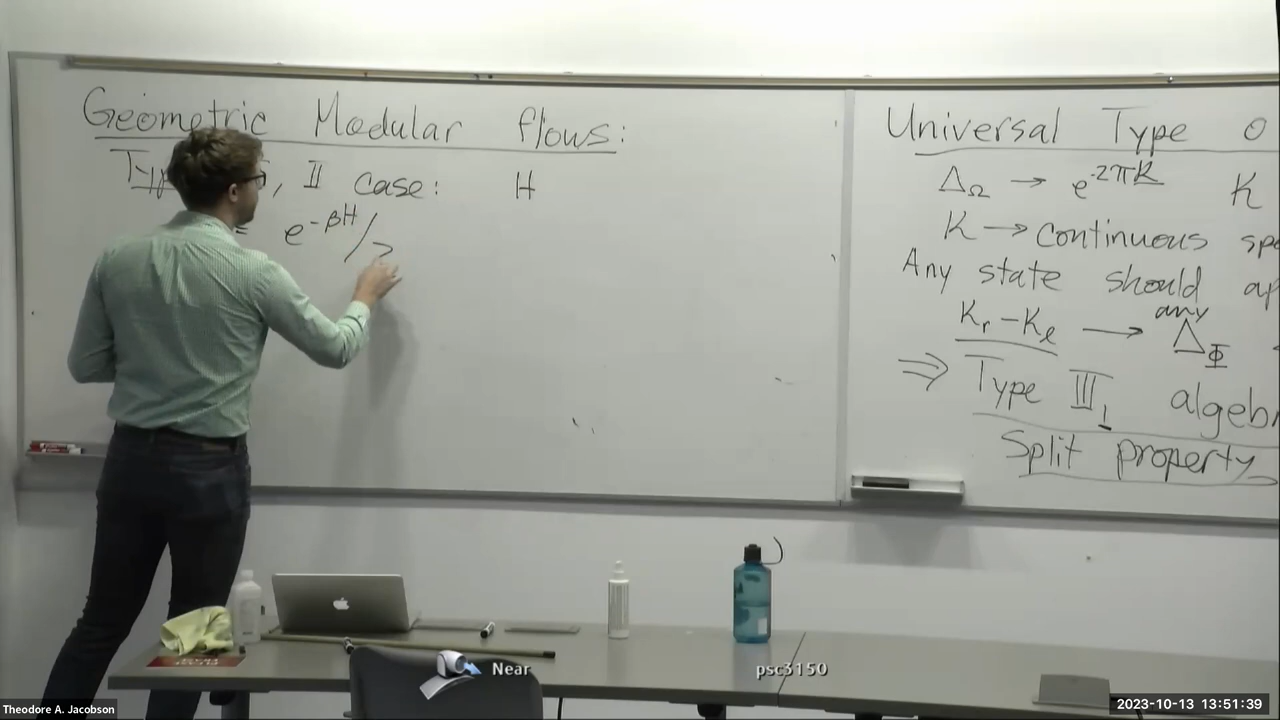 Geometric Modular flows:
, II case: H
= e^{-βH}/
Universal Type
Δ_Ω → e^{-2πK} K
K → continuous
Any state should
K_r - K_ℓ → any Δ_Φ
⇒ Type III_1
Split property
Near
psc3150
Theodore A. Jacobson
2023-10-13 13:51:39